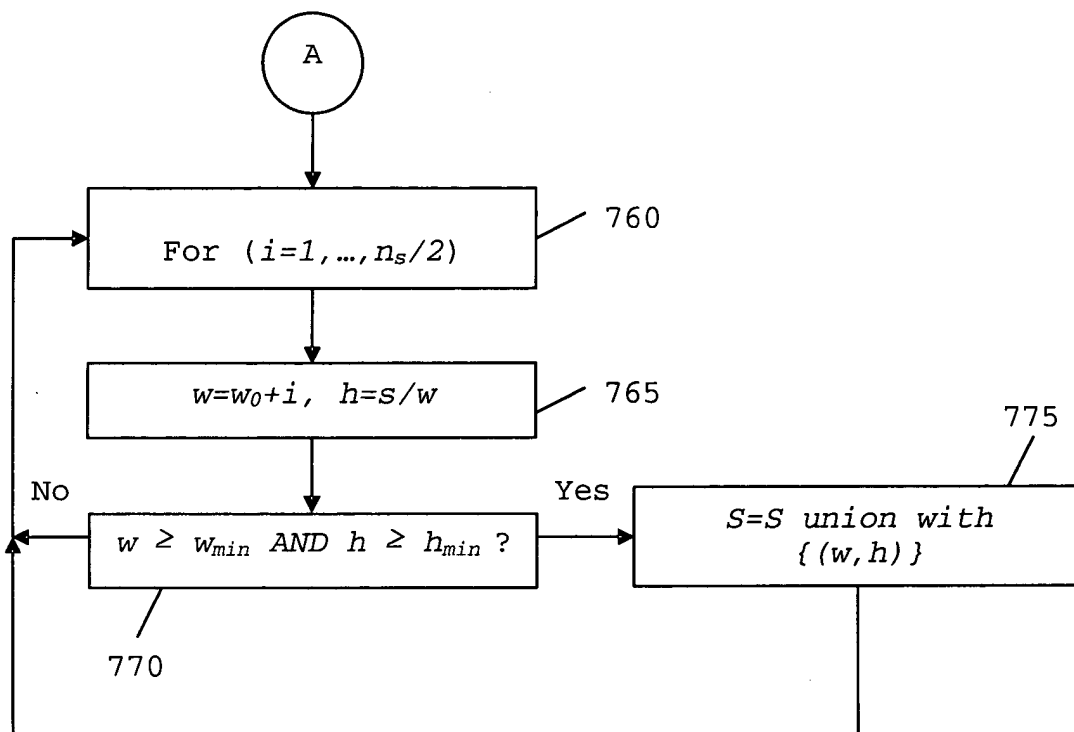 A
760
For (i=1,…,nₛ/2)
w=w₀+i, h=s/w
765
775
No
Yes
w ≥ wₘᵢₙ AND h ≥ hₘᵢₙ ?
S=S union with
{(w,h)}
770